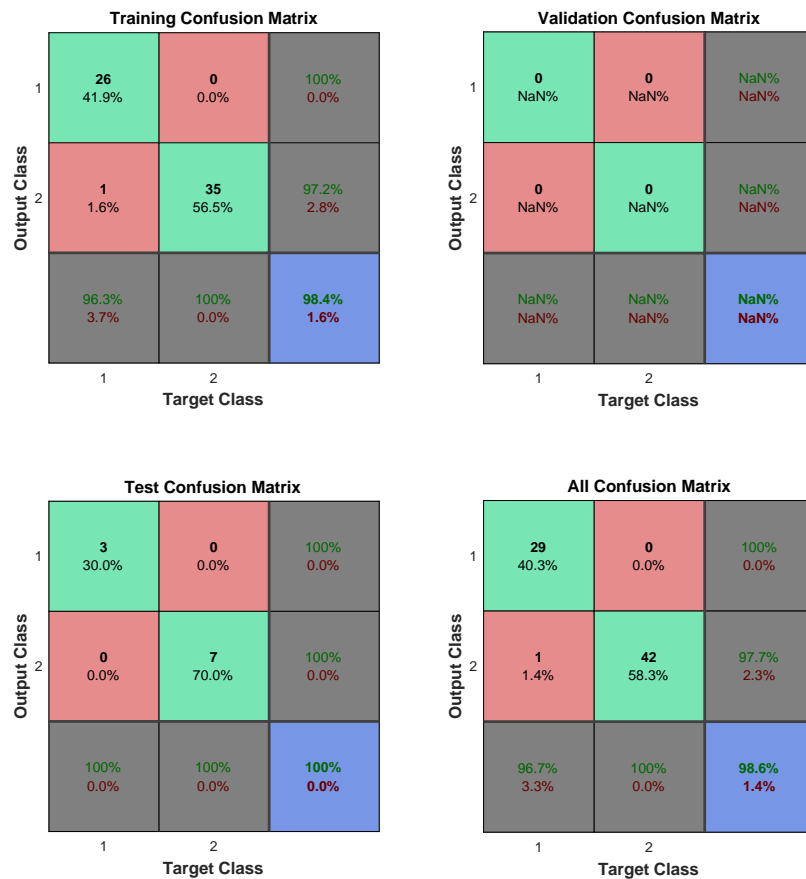 Training Confusion Matrix
26 0 100%
41.9% 0.0% 0.0%
1
1 35 97.2%
1.6% 56.5% 2.8%
2
96.3% 100% 98.4%
3.7% 0.0% 1.6%
1 2
Target Class
Output Class
Validation Confusion Matrix
0 0 NaN%
NaN% NaN% NaN%
1
0 0 NaN%
NaN% NaN% NaN%
2
NaN% NaN% NaN%
NaN% NaN% NaN%
1 2
Target Class
Output Class
Test Confusion Matrix
3 0 100%
30.0% 0.0% 0.0%
1
0 7 100%
0.0% 70.0% 0.0%
2
100% 100% 100%
0.0% 0.0% 0.0%
1 2
Target Class
Output Class
All Confusion Matrix
29 0 100%
40.3% 0.0% 0.0%
1
1 42 97.7%
1.4% 58.3% 2.3%
2
96.7% 100% 98.6%
3.3% 0.0% 1.4%
1 2
Target Class
Output Class